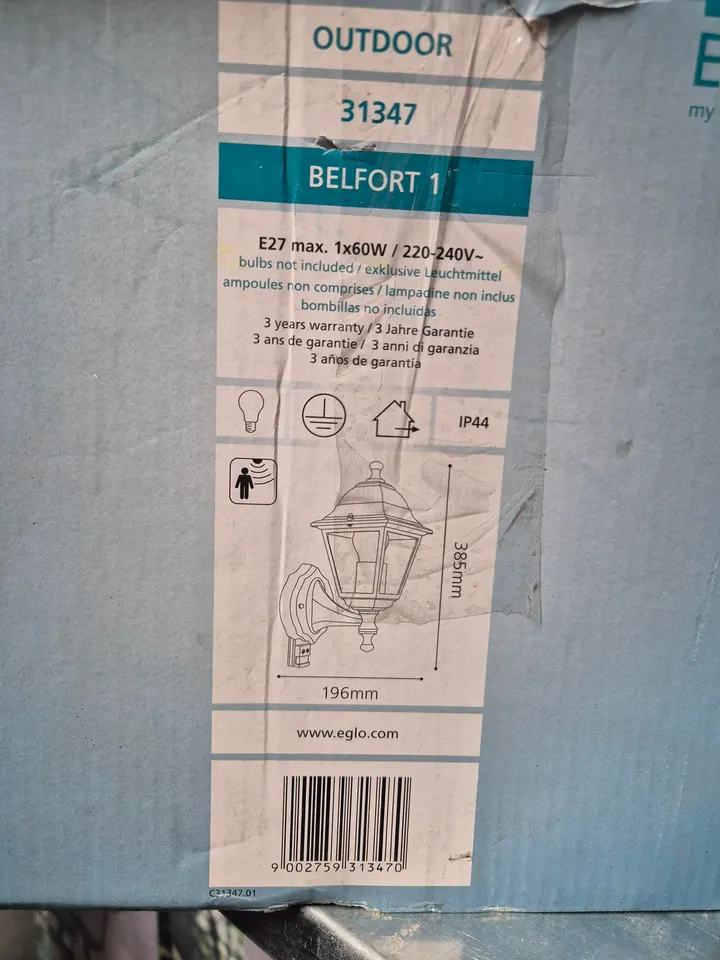 OUTDOOR
31347
BELFORT 1
E27 max. 1x60W / 220-240V~
bulbs not included / exklusive Leuchtmittel
ampoules non comprises / lampadine non inclus
bombillas no incluidas
3 years warranty / 3 Jahre Garantie
3 ans de garantie / 3 anni di garanzia
3 años de garantía
IP44
385mm
196mm
www.eglo.com
9 002759 313470
C31347.01
E
my